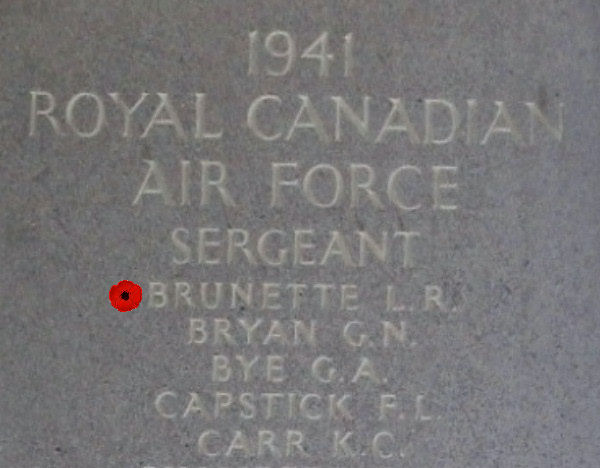 1941
ROYAL CANADIAN
AIR FORCE
SERGEANT
BRUNETTE L.R.
BRYAN G.N.
BYE G.A.
CAPSTICK F.L.
CARR K.C.